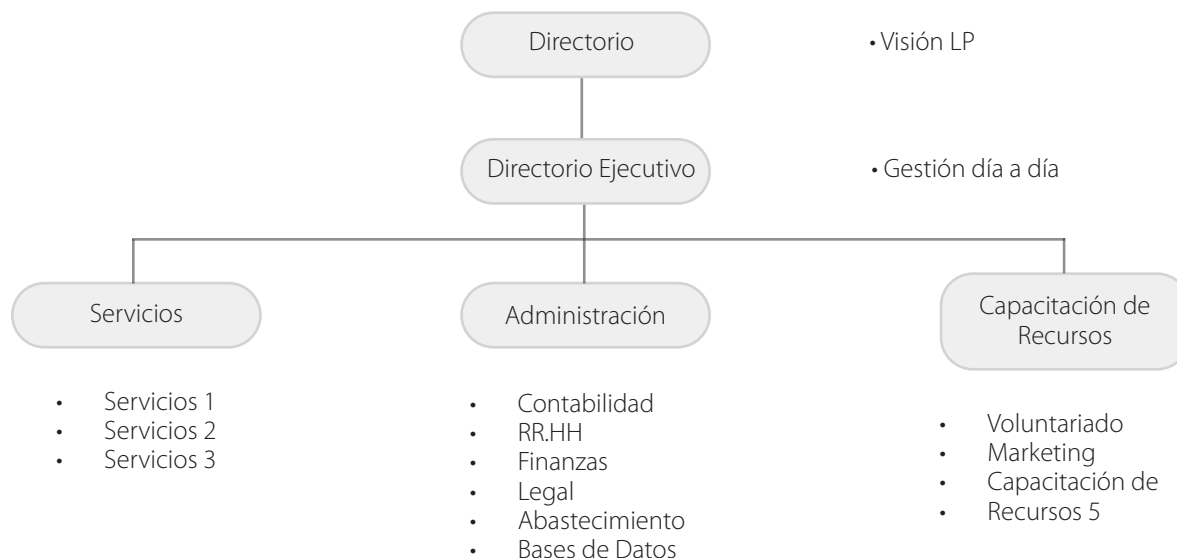 Directorio
• Visión LP
Directorio Ejecutivo
• Gestión día a día
Servicios
Administración
Capacitación de
Recursos
• Servicios 1
• Servicios 2
• Servicios 3
• Contabilidad
• RR.HH
• Finanzas
• Legal
• Abastecimiento
• Bases de Datos
• Voluntariado
• Marketing
• Capacitación de
• Recursos 5